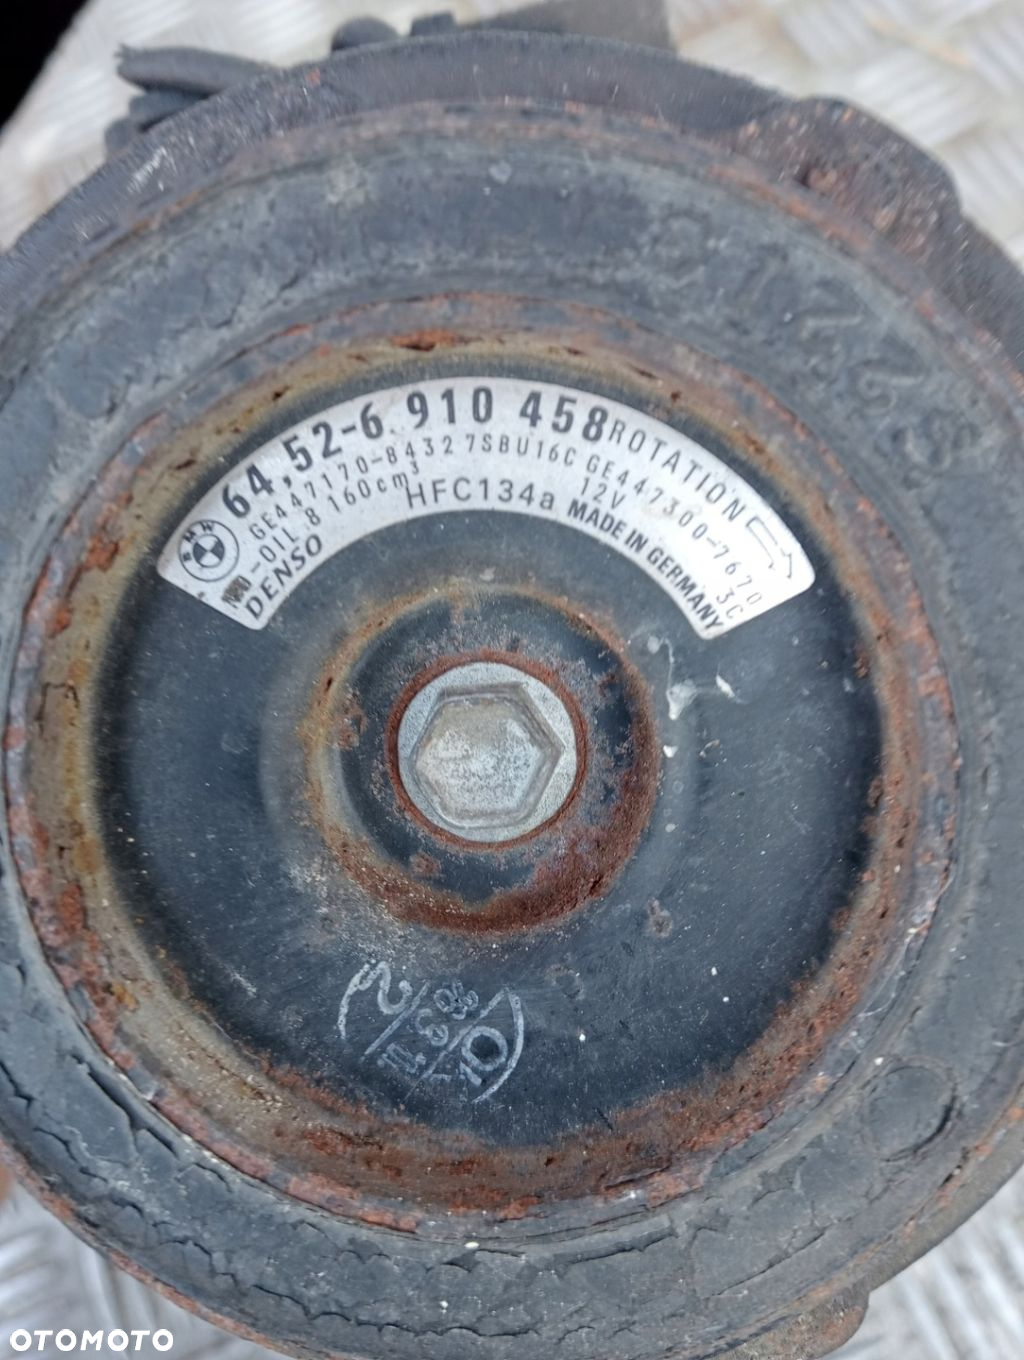 BMW
64.52-6 910 458 ROTATION
GE447170-8432 7SBU16C GE447300-7670
-OIL 8 160cm³ 12V 3C
DENSO HFC134a MADE IN GERMANY
OTOMOTO